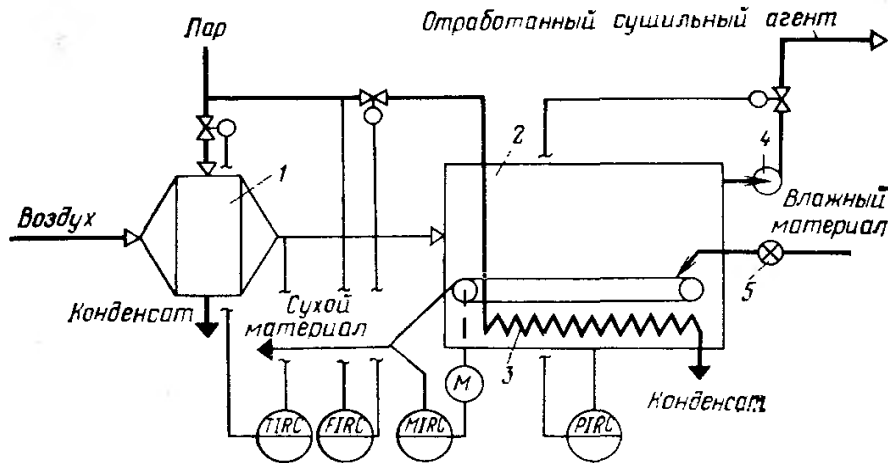 Пар
Отработанный сушильный агент
1
2
4
Воздух
Влажный
материал
5
Конденсат
Сухой
материал
3
М
Конденсат
TIRC
FIRC
MIRC
PIRC